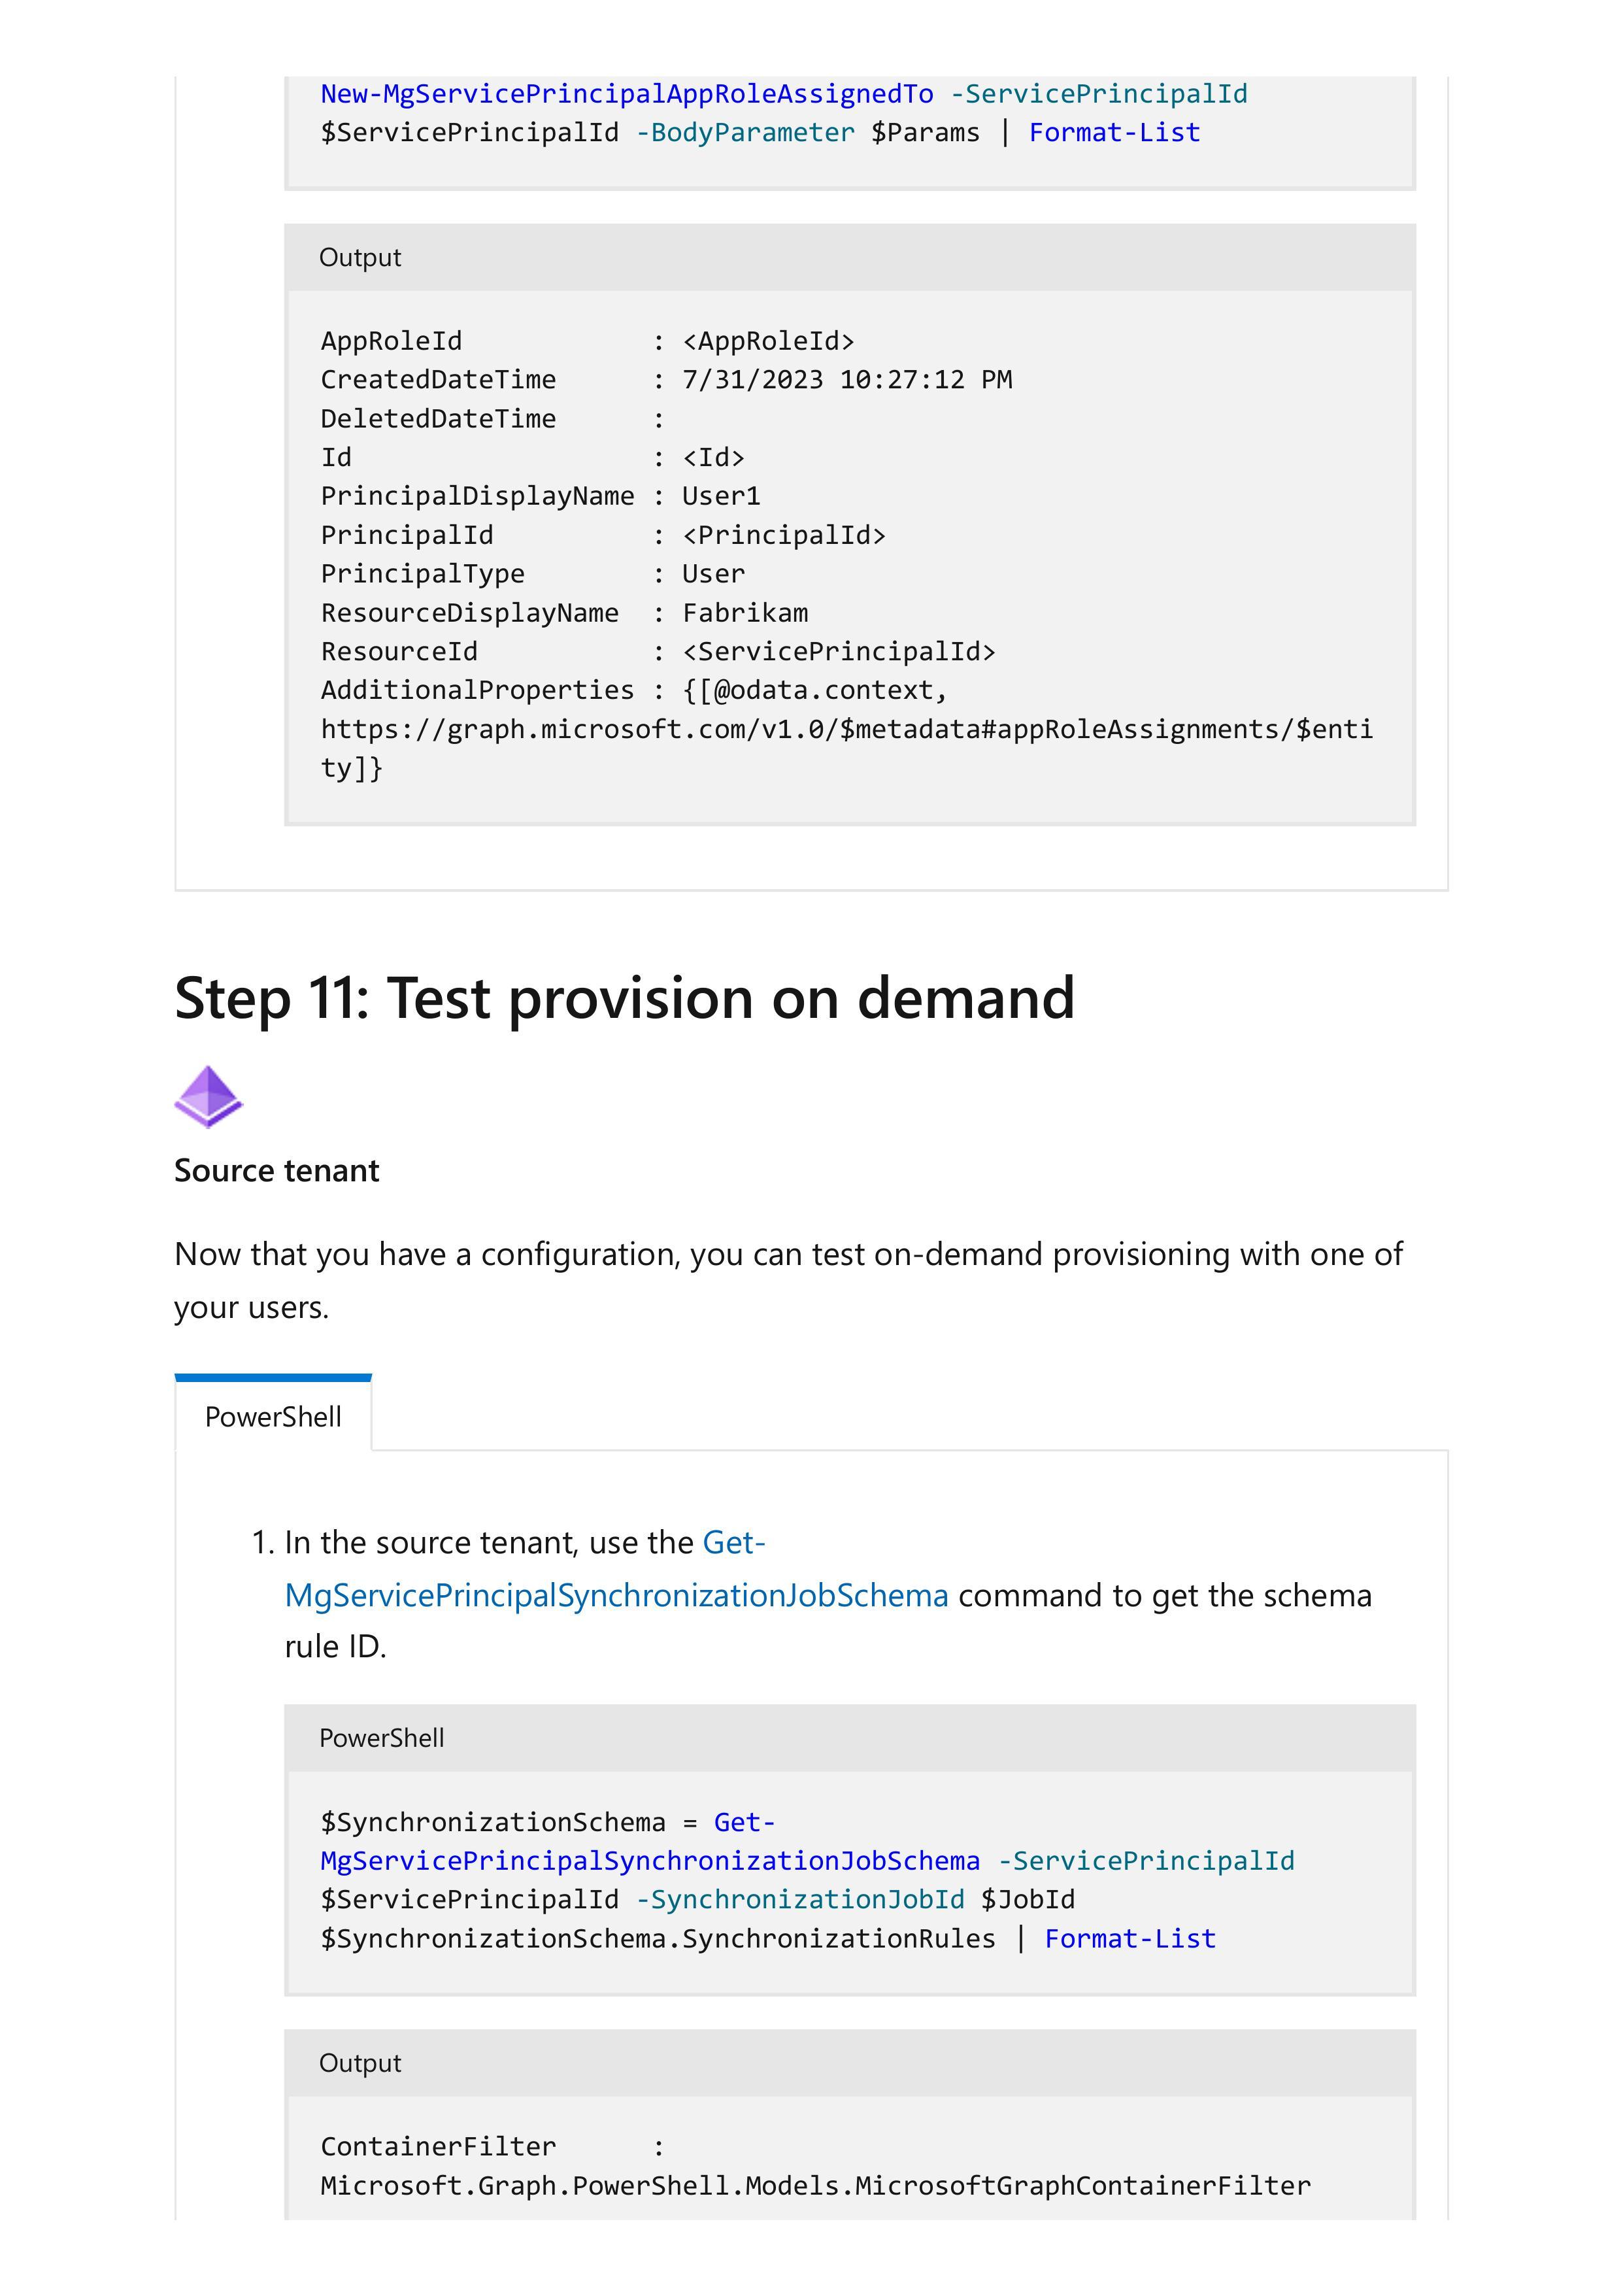 New-MgServicePrincipalAppRoleAssignedTo -ServicePrincipalId
$ServicePrincipalId -BodyParameter $Params | Format-List
Output
AppRoleId            : <AppRoleId>
CreatedDateTime      : 7/31/2023 10:27:12 PM
DeletedDateTime      :
Id                   : <Id>
PrincipalDisplayName : User1
PrincipalId          : <PrincipalId>
PrincipalType        : User
ResourceDisplayName  : Fabrikam
ResourceId           : <ServicePrincipalId>
AdditionalProperties : {[@odata.context,
https://graph.microsoft.com/v1.0/$metadata#appRoleAssignments/$enti
ty]}
Step 11: Test provision on demand
Source tenant
Now that you have a configuration, you can test on-demand provisioning with one of
your users.
PowerShell
1. In the source tenant, use the Get-
MgServicePrincipalSynchronizationJobSchema command to get the schema
rule ID.
PowerShell
$SynchronizationSchema = Get-
MgServicePrincipalSynchronizationJobSchema -ServicePrincipalId
$ServicePrincipalId -SynchronizationJobId $JobId
$SynchronizationSchema.SynchronizationRules | Format-List
Output
ContainerFilter      :
Microsoft.Graph.PowerShell.Models.MicrosoftGraphContainerFilter